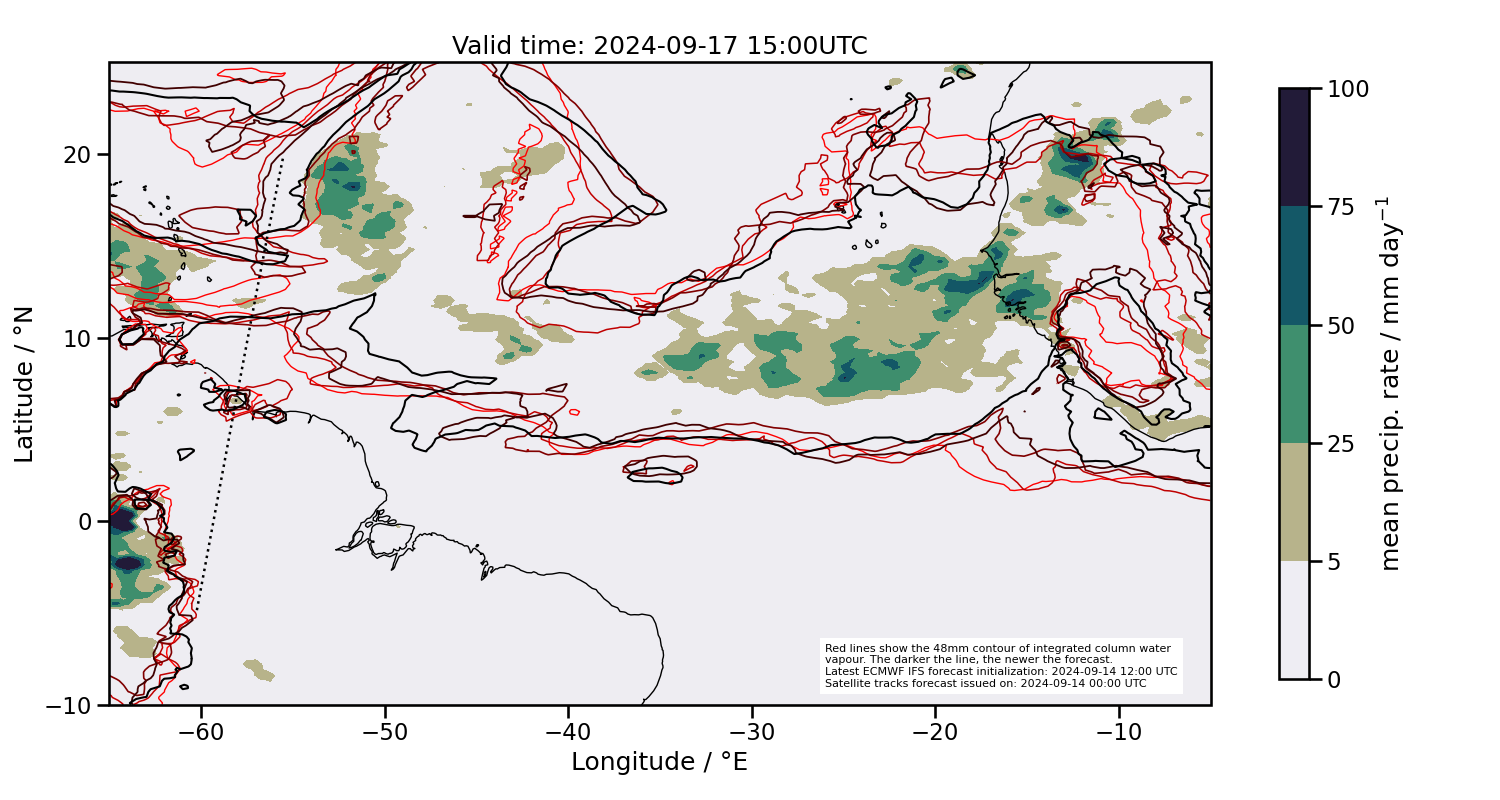 Valid time: 2024-09-17 15:00UTC
Latitude / °N
20
10
0
−10
−60
−50
−40
−30
−20
−10
Longitude / °E
Red lines show the 48mm contour of integrated column water
vapour. The darker the line, the newer the forecast.
Latest ECMWF IFS forecast initialization: 2024-09-14 12:00 UTC
Satellite tracks forecast issued on: 2024-09-14 00:00 UTC
100
75
50
25
5
0
mean precip. rate / mm day⁻¹